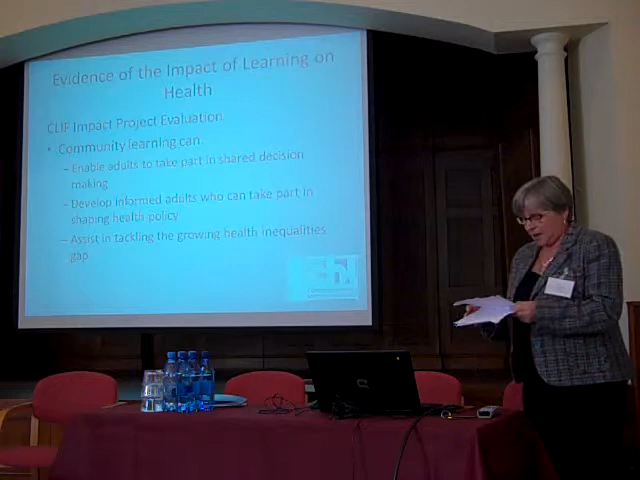 Evidence of the Impact of Learning on
Health
CLIF Impact Project Evaluation
• Community learning can:
– Enable adults to take part in shared decision
making
– Develop informed adults who can take part in
shaping health policy
– Assist in tackling the growing health inequalities
gap